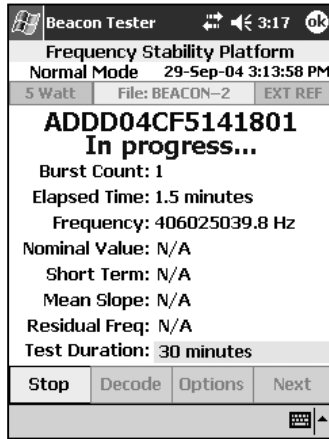 Beacon Tester 3:17 ok
Frequency Stability Platform
Normal Mode 29-Sep-04 3:13:58 PM
5 Watt File: BEACON-2 EXT REF
ADDD04CF5141801
In progress...
Burst Count: 1
Elapsed Time: 1.5 minutes
Frequency: 406025039.8 Hz
Nominal Value: N/A
Short Term: N/A
Mean Slope: N/A
Residual Freq: N/A
Test Duration: 30 minutes
Stop Decode Options Next